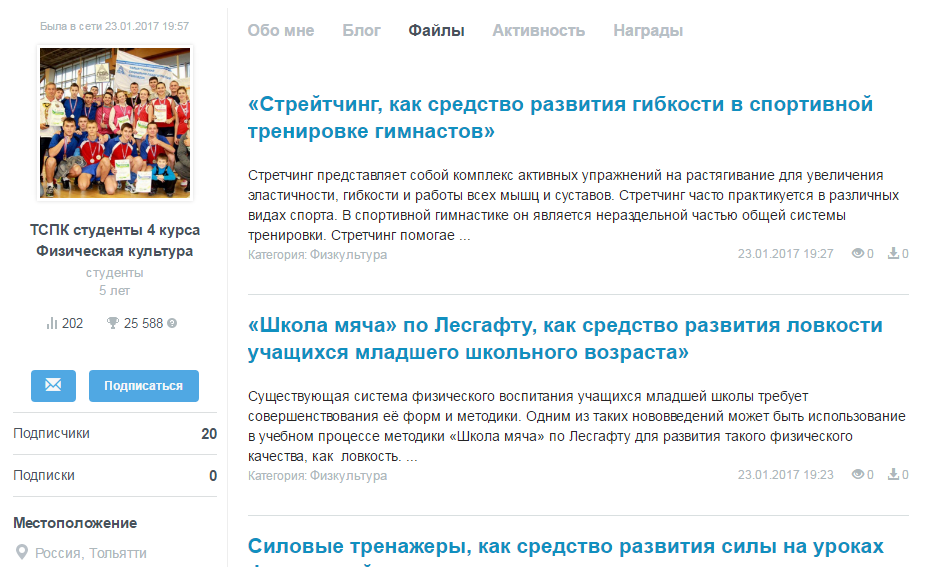 Была в сети 23.01.2017 19:57
ТСПК студенты 4 курса
Физическая культура
студенты
5 лет
202 25 588
Подписаться
Подписчики 20
Подписки 0
Местоположение
Россия, Тольятти
Обо мне Блог Файлы Активность Награды
«Стрейтчинг, как средство развития гибкости в спортивной
тренировке гимнастов»
Стретчинг представляет собой комплекс активных упражнений на растягивание для увеличения
эластичности, гибкости и работы всех мышц и суставов. Стретчинг часто практикуется в различных
видах спорта. В спортивной гимнастике он является нераздельной частью общей системы
тренировки. Стретчинг помогае ...
Категория: Физкультура 23.01.2017 19:27 0 0
«Школа мяча» по Лесгафту, как средство развития ловкости
учащихся младшего школьного возраста»
Существующая система физического воспитания учащихся младшей школы требует
совершенствования её форм и методики. Одним из таких нововведений может быть использование
в учебном процессе методики «Школа мяча» по Лесгафту для развития такого физического
качества, как ловкость. ...
Категория: Физкультура 23.01.2017 19:23 0 0
Силовые тренажеры, как средство развития силы на уроках